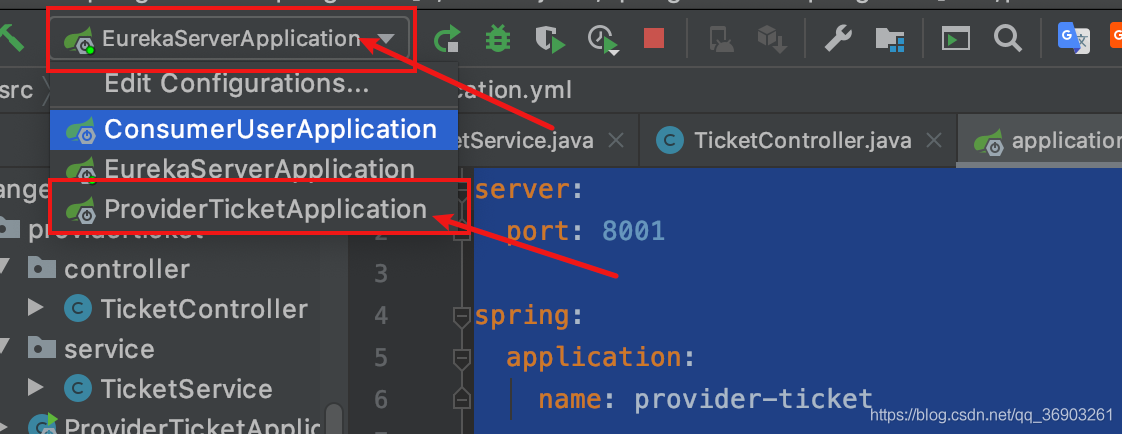 EurekaServerApplication
Edit Configurations...
src
cation.yml
ConsumerUserApplication
etService.java
TicketController.java
application
EurekaServerApplication
ProviderTicketApplication
server:
2
port: 8001
controller
3
TicketController
4
spring:
service
5
application:
TicketService
6
name: provider-ticket
ProviderTicketApplic
https://blog.csdn.net/qq_36903261